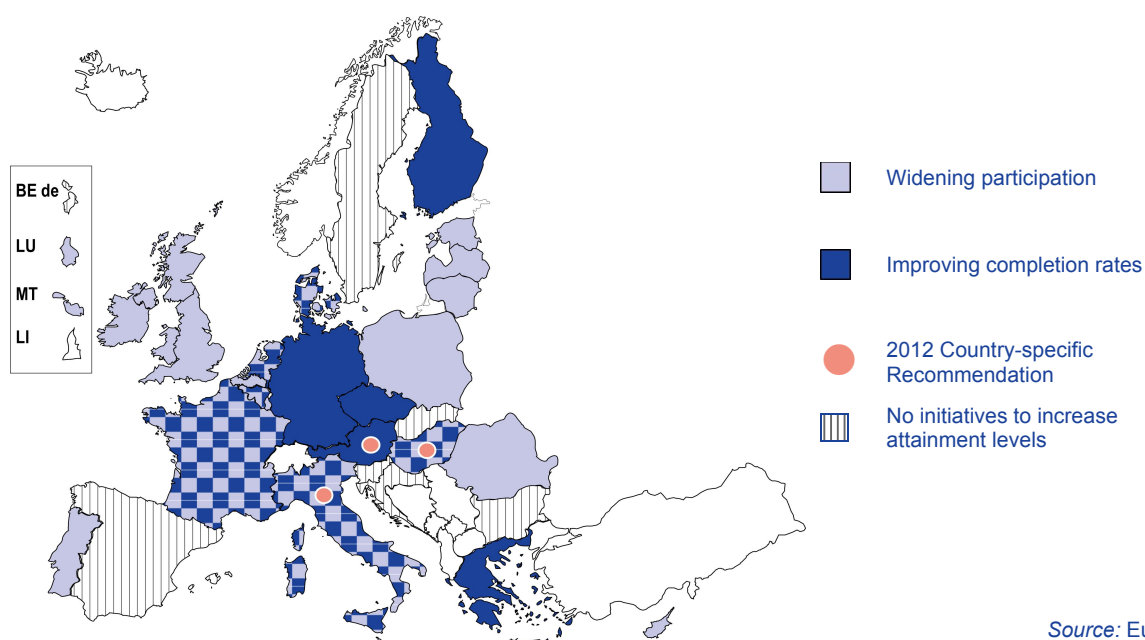 BE de
LU
MT
LI
Widening participation
Improving completion rates
2012 Country-specific
Recommendation
No initiatives to increase
attainment levels
Source: Eu